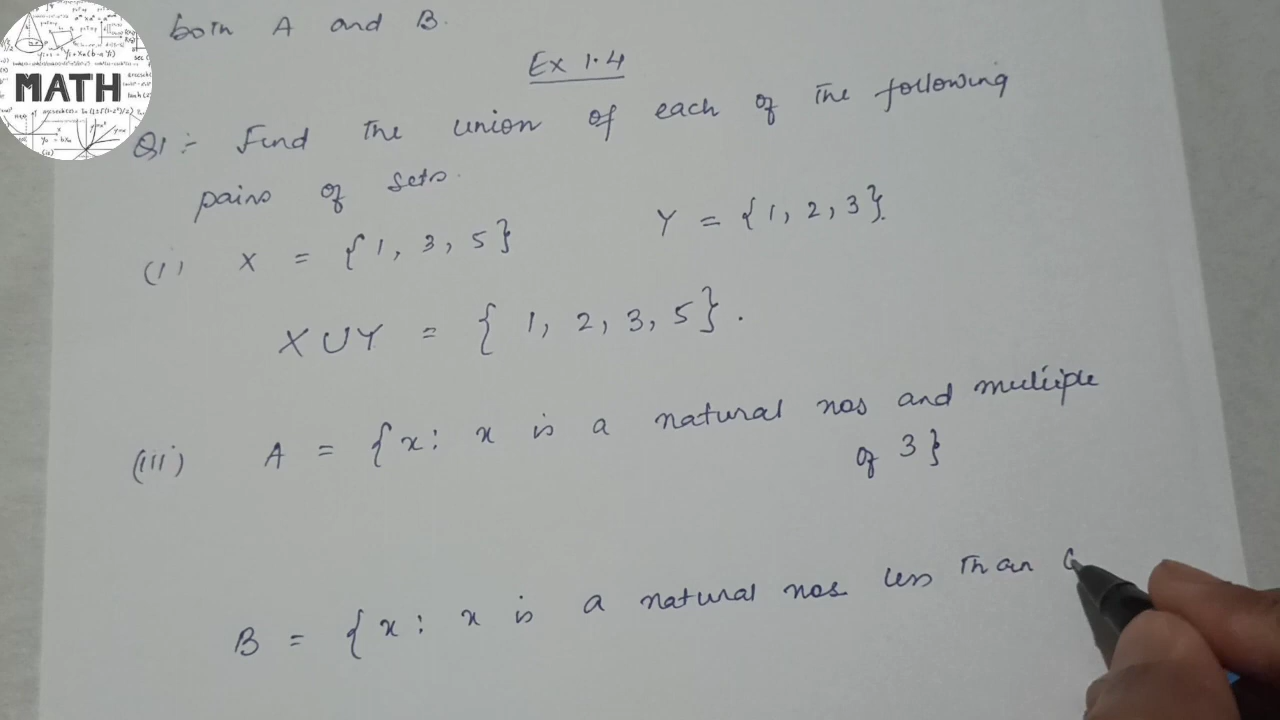 MATH
both A and B.
Ex 1.4
Q1 :- Find the union of each of the following
pairs of sets.
(i) X = {1, 3, 5} Y = {1, 2, 3}.
X ∪ Y = { 1, 2, 3, 5}.
(iii) A = {x: x is a natural nos and multiple
of 3}
B = {x: x is a natural nos less than